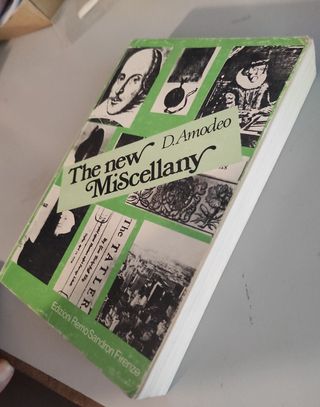 D. Amodeo
The new
Miscellany
The TATLER
Edizioni Remo Sandron Firenze